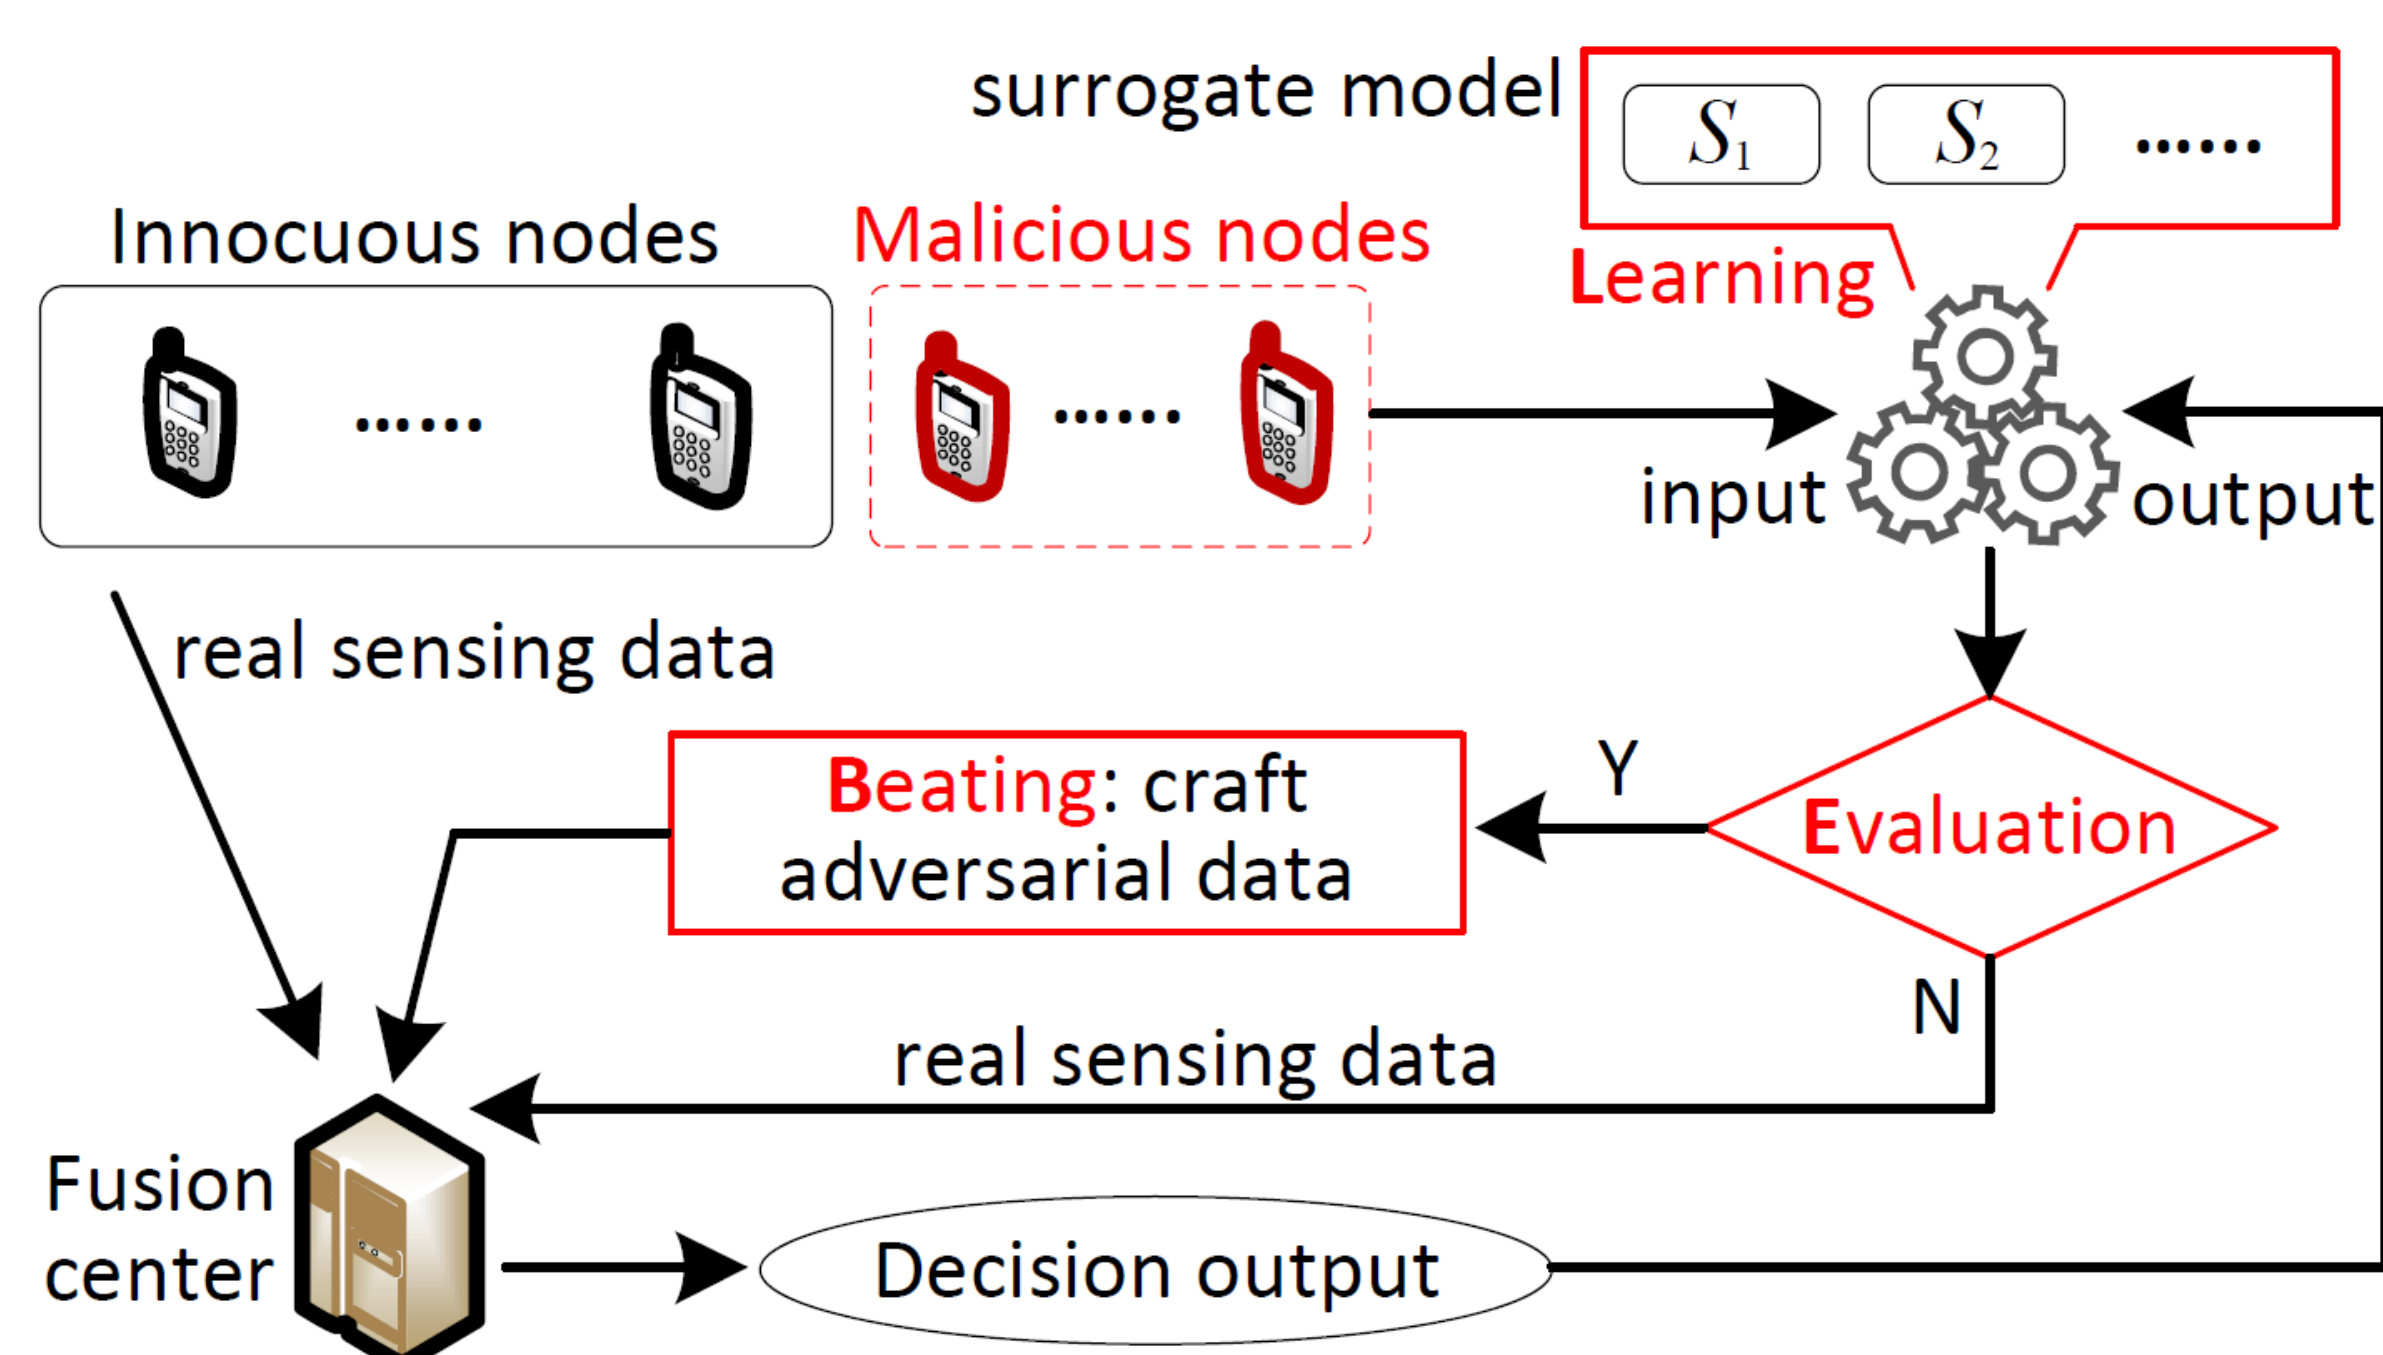 surrogate model
S1
S2
......
Innocuous nodes
Malicious nodes
Learning
......
......
input
output
real sensing data
Beating: craft
adversarial data
Y
Evaluation
N
real sensing data
Fusion
center
Decision output